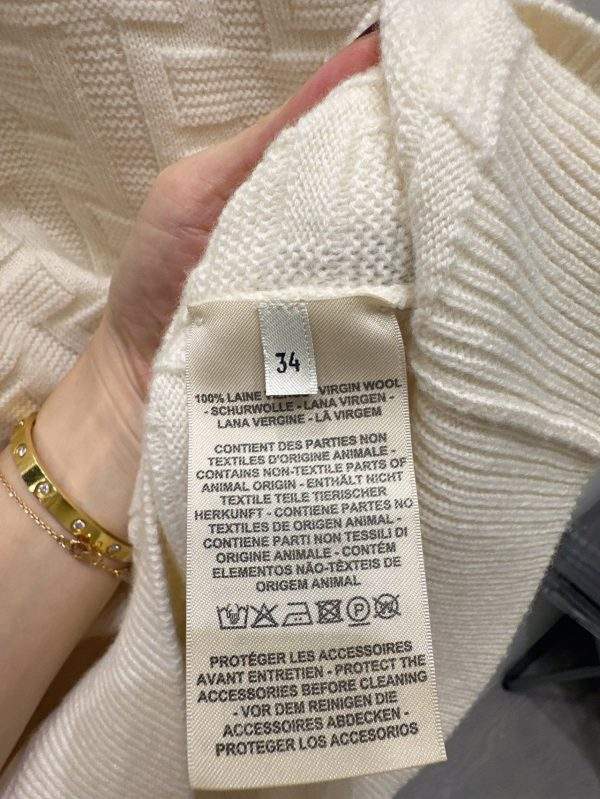 34
100% LAINE VIRGIN WOOL
- SCHURWOLLE - LANA VIRGEN -
LANA VERGINE - LÃ VIRGEM
CONTIENT DES PARTIES NON
TEXTILES D'ORIGINE ANIMALE -
CONTAINS NON-TEXTILE PARTS OF
ANIMAL ORIGIN - ENTHÄLT NICHT
TEXTILE TEILE TIERISCHER
HERKUNFT - CONTIENE PARTES NO
TEXTILES DE ORIGEN ANIMAL -
CONTIENE PARTI NON TESSILI DI
ORIGINE ANIMALE - CONTÉM
ELEMENTOS NÃO-TÊXTEIS DE
ORIGEM ANIMAL
P
PROTÉGER LES ACCESSOIRES
AVANT ENTRETIEN - PROTECT THE
ACCESSORIES BEFORE CLEANING
- VOR DEM REINIGEN DIE
ACCESSOIRES ABDECKEN -
PROTEGER LOS ACCESORIOS